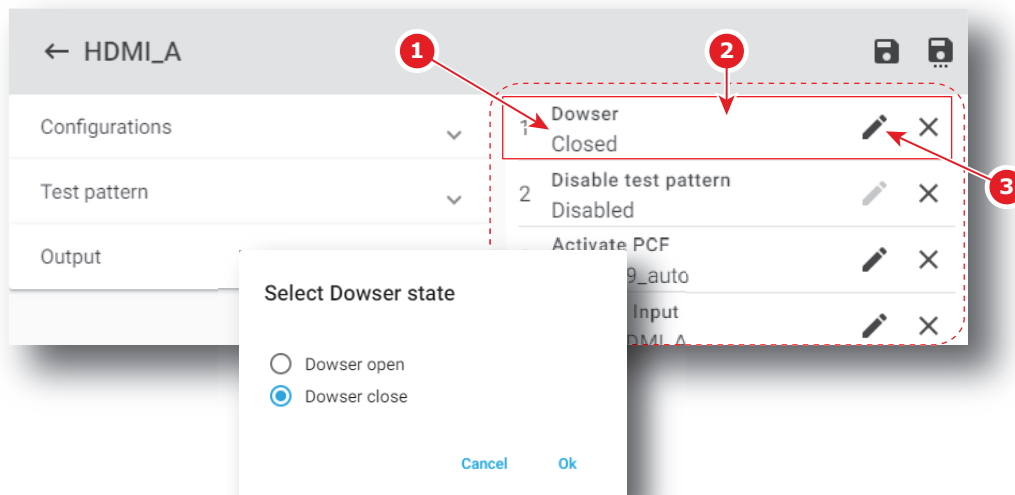 ← HDMI_A
1
2
Configurations
Test pattern
Output
1 Dowser
Closed
3
2 Disable test pattern
Disabled
Activate PCF
9_auto
Input
DMI_A
Select Dowser state
Dowser open
Dowser close
Cancel Ok